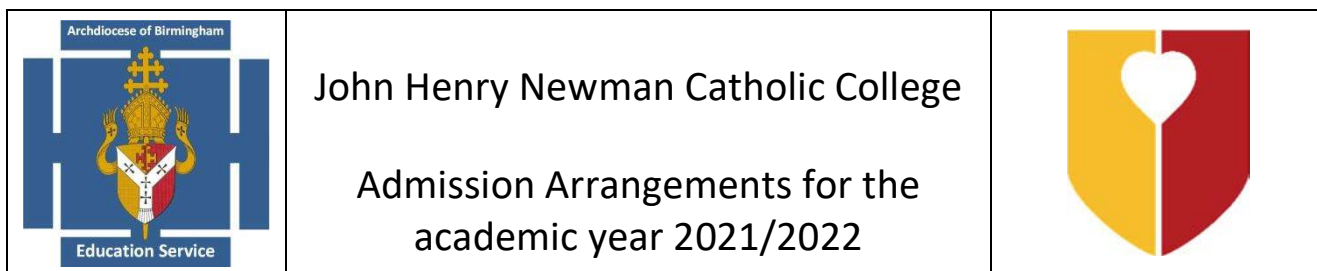 Archdiocese of Birmingham
Education Service
John Henry Newman Catholic College
Admission Arrangements for the
academic year 2021/2022